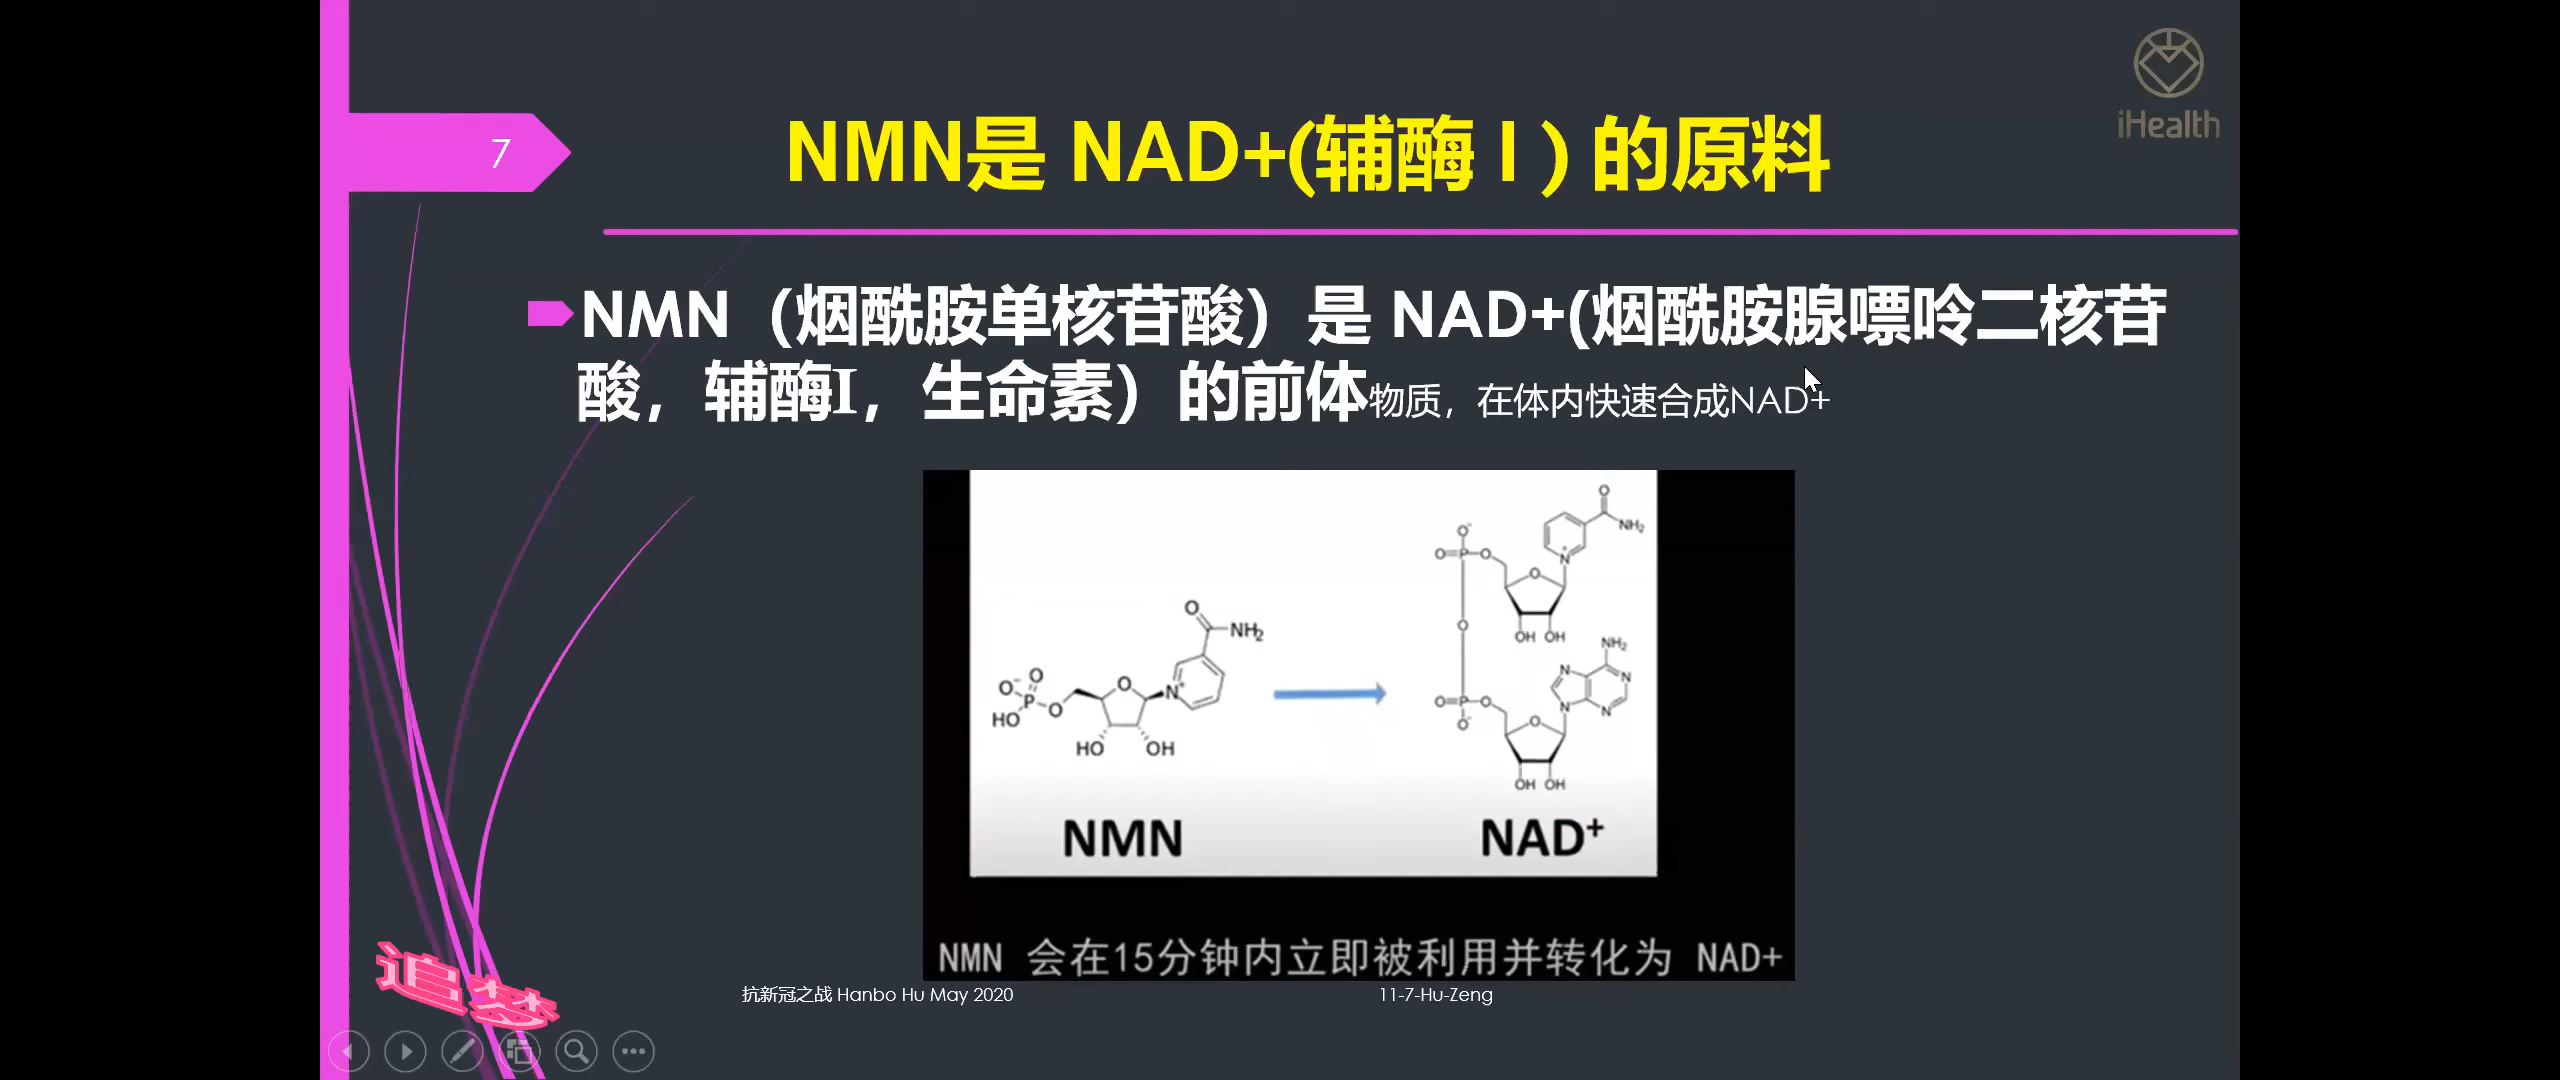 iHealth
7
NMN是 NAD+(辅酶 I ) 的原料
NMN（烟酰胺单核苷酸）是 NAD+(烟酰胺腺嘌呤二核苷
酸，辅酶I，生命素）的前体物质，在体内快速合成NAD+
O
NH₂
O⁻
O
P
HO
O
O
N⁺
HO
OH
NMN
O
NH₂
O⁻
O=P-O
N⁺
O
OH OH
O
NH₂
N
N
N
N
O=P-O
O⁻
O
OH OH
NAD⁺
NMN 会在15分钟内立即被利用并转化为 NAD+
追梦
抗新冠之战 Hanbo Hu May 2020
11-7-Hu-Zeng